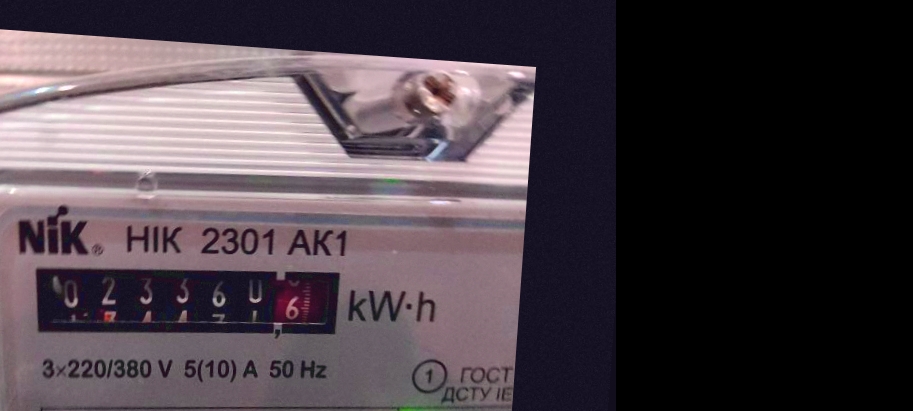 NiK® НІК 2301 АК1
0 2 3 3 6 0 , 6 kW·h
3×220/380 V 5(10) A 50 Hz
1 ГОСТ
ДСТУ IE